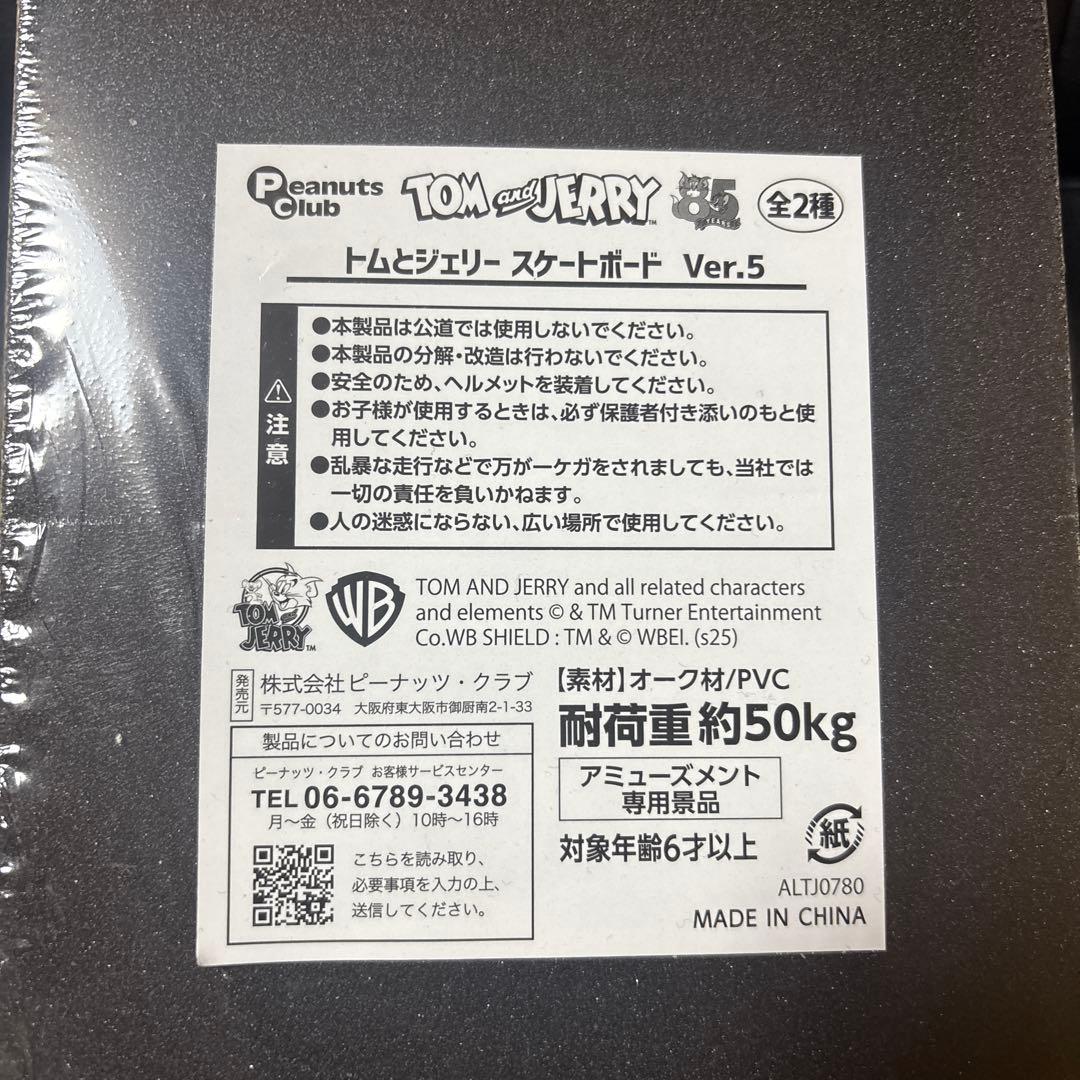 Peanuts Club
TOM and JERRY™
85 YEARS
全2種
トムとジェリー スケートボード Ver.5
注意
●本製品は公道では使用しないでください。
●本製品の分解・改造は行わないでください。
●安全のため、ヘルメットを装着してください。
●お子様が使用するときは、必ず保護者付き添いのもと使
用してください。
●乱暴な走行などで万が一ケガをされましても、当社では
一切の責任を負いかねます。
●人の迷惑にならない、広い場所で使用してください。
TOM and JERRY™
WB
TOM AND JERRY and all related characters
and elements © & TM Turner Entertainment
Co.WB SHIELD : TM & © WBEI. (s25)
発売元
株式会社ピーナッツ・クラブ
〒577-0034 大阪府東大阪市御厨南2-1-33
製品についてのお問い合わせ
ピーナッツ・クラブ お客様サービスセンター
TEL 06-6789-3438
月〜金（祝日除く）10時〜16時
こちらを読み取り、
必要事項を入力の上、
送信してください。
【素材】オーク材/PVC
耐荷重 約50kg
アミューズメント
専用景品
対象年齢6才以上
紙
ALTJ0780
MADE IN CHINA